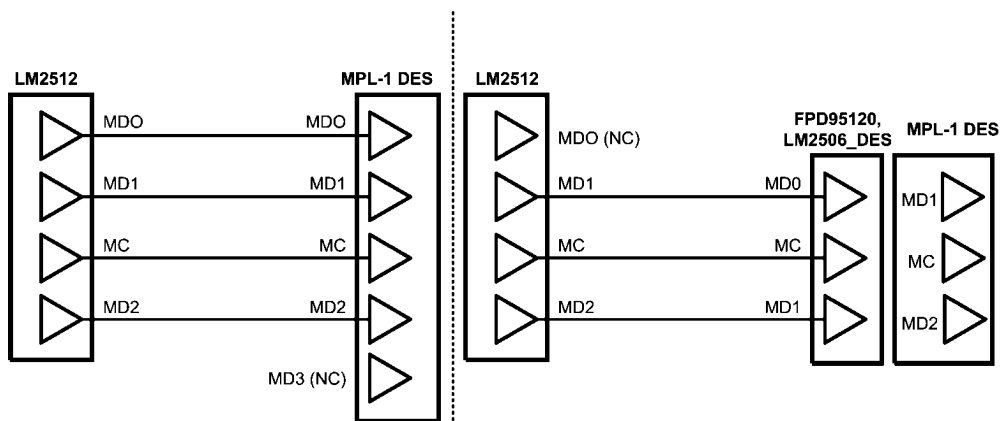 LM2512
MPL-1 DES
MDO
MDO
MD1
MD1
MC
MC
MD2
MD2
MD3 (NC)
LM2512
FPD95120,
LM2506_DES
MPL-1 DES
MDO (NC)
MD1
MD0
MD1
MC
MC
MC
MD2
MD1
MD2